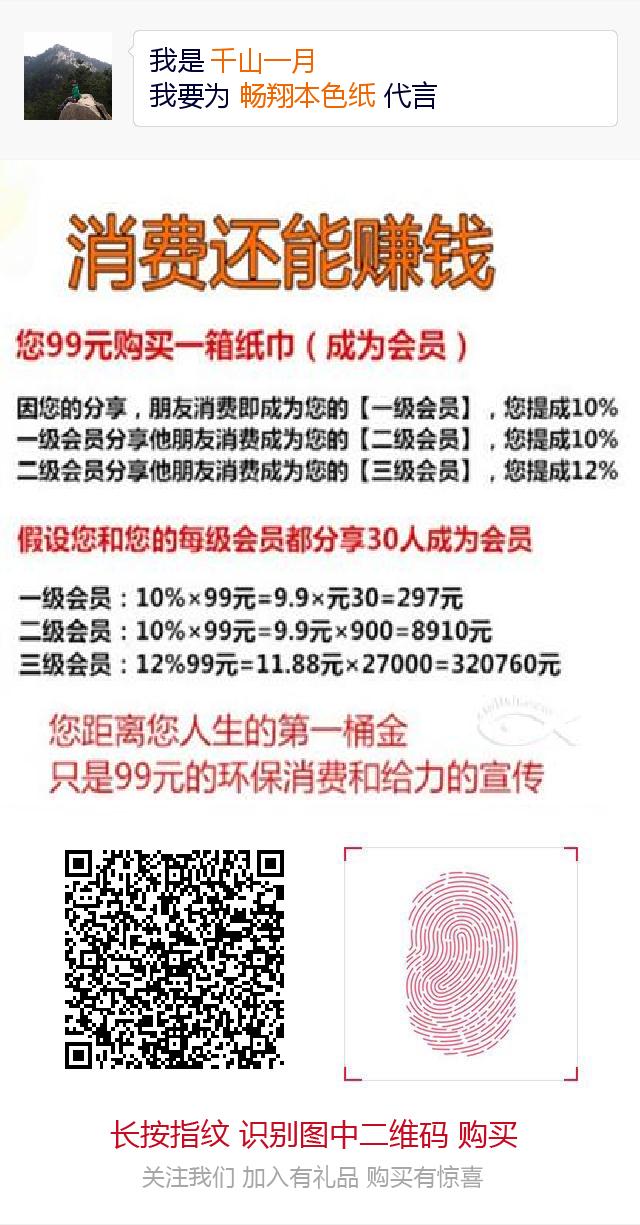 我是 千山一月
我要为 畅翔本色纸 代言
消费还能赚钱
您99元购买一箱纸巾（成为会员）
因您的分享，朋友消费即成为您的【一级会员】，您提成10%
一级会员分享他朋友消费成为您的【二级会员】，您提成10%
二级会员分享他朋友消费成为您的【三级会员】，您提成12%
假设您和您的每级会员都分享30人成为会员
一级会员：10%×99元=9.9×元30=297元
二级会员：10%×99元=9.9元×900=8910元
三级会员：12%99元=11.88元×27000=320760元
您距离您人生的第一桶金
只是99元的环保消费和给力的宣传
长按指纹 识别图中二维码 购买
关注我们 加入有礼品 购买有惊喜